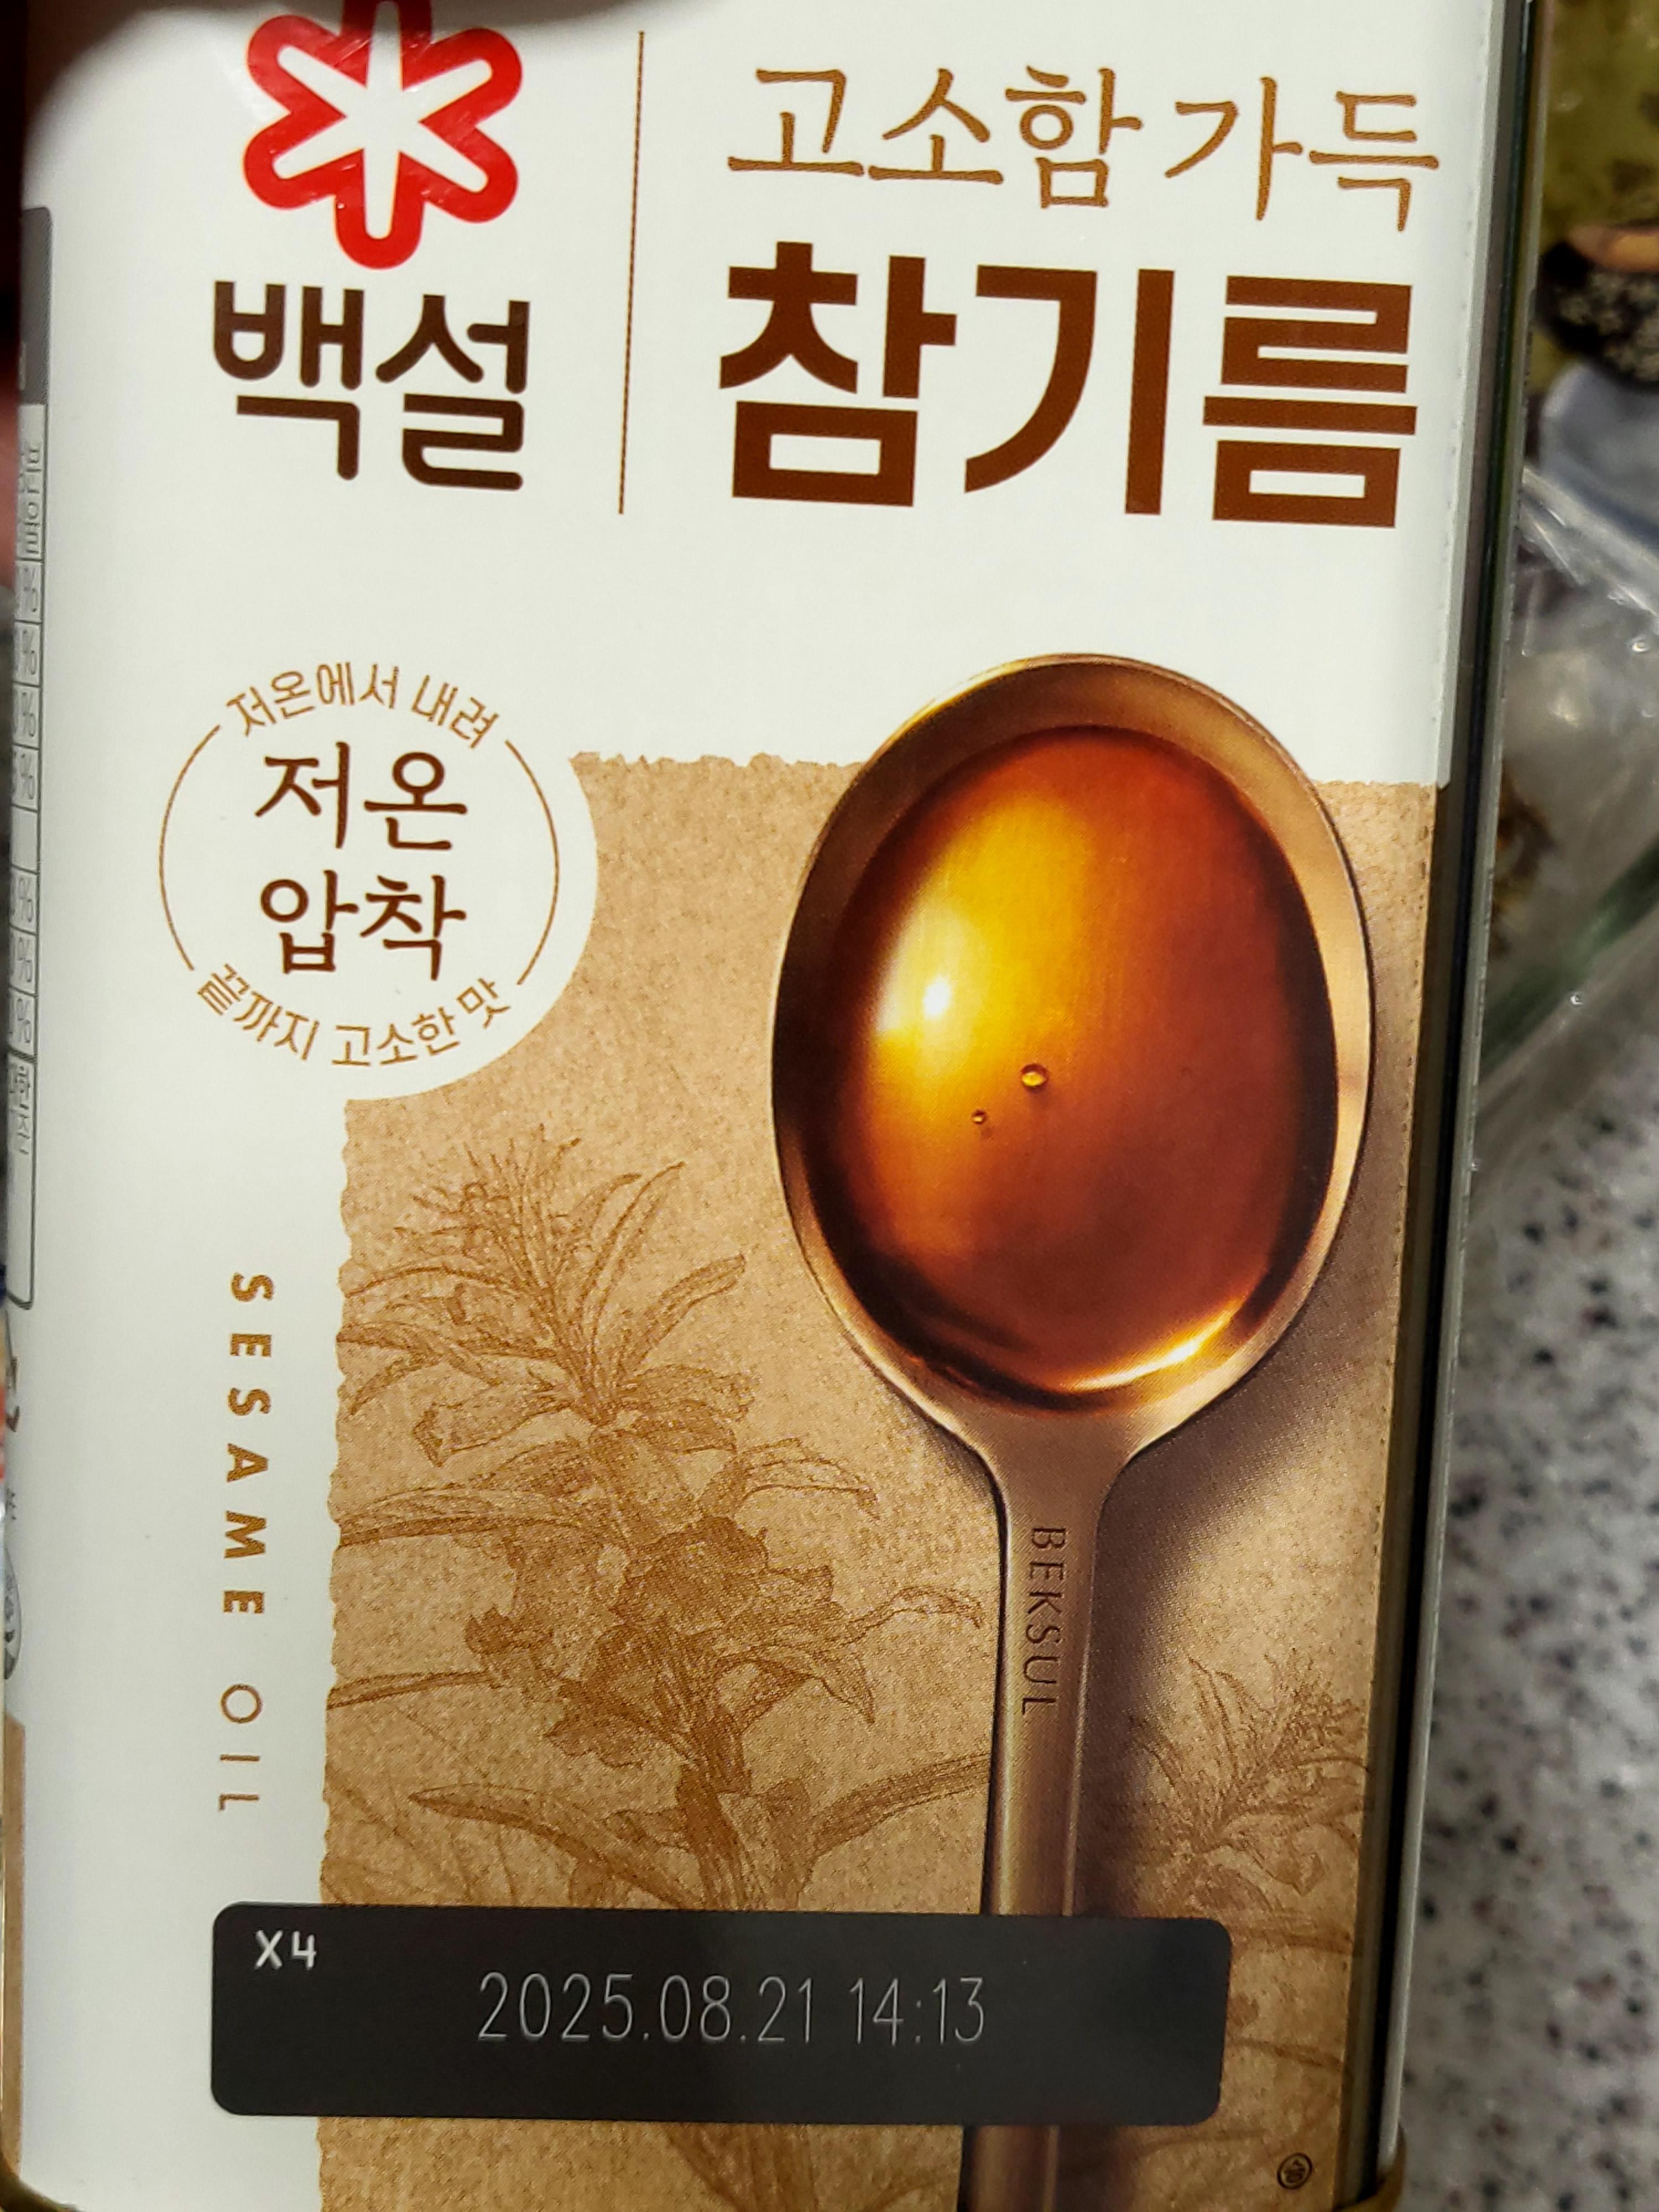 백설
고소함 가득
참기름
저온에서 내려
저온
압착
끝까지 고소한 맛
SESAME OIL
BEKSUL
X4
2025.08.21 14:13